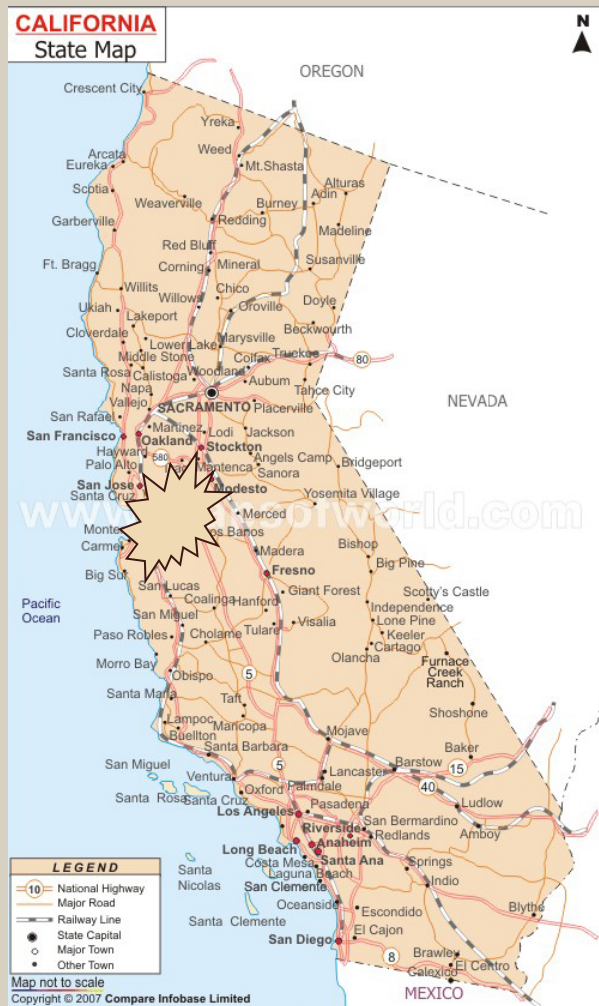 CALIFORNIA
State Map
N
OREGON
Crescent City
Yreka
Weed
Mt.Shasta
Arcata
Eureka
Scotia
Weaverville
Burney
Alturas
Adin
Redding
Garberville
Madeline
Red Bluff
Ft. Bragg
Corning
Mineral
Susanville
Willits
Willows
Chico
Doyle
Ukiah
Lakeport
Oroville
Cloverdale
Lower Lake
Marysville
Beckwourth
Middle Stone
Colfax
Truckee
80
Santa Rosa
Calistoga
Woodland
Auburn
Tahce City
Napa
Vallejo
SACRAMENTO
Placerville
NEVADA
San Rafael
Martinez
Lodi
Jackson
San Francisco
Oakland
Stockton
Hayward
580
Angels Camp
Palo Alto
Mantenca
Sanora
Bridgeport
San Jose
Modesto
Santa Cruz
Yosemita Village
Merced
Monte
os Banos
Carmel
Madera
Bishop
Big Sur
Fresno
Big Pine
San Lucas
Giant Forest
Scotty's Castle
Coalinga
Hanford
Independence
Pacific
Ocean
San Miguel
Visalia
Lone Pine
Paso Robles
Cholame
Tulare
Keeler
Cartago
Olancha
Furnace
Creek
Ranch
Morro Bay
Obispo
5
Santa Maria
Taft
Shoshone
Lampoc
Maricopa
Buellton
Mojave
Santa Barbara
Baker
San Miguel
5
Barstow
15
Ventura
Lancaster
40
Santa Rosa
Santa Cruz
Oxford
Palmdale
Ludlow
Pasadena
Los Angeles
San Bernardino
Amboy
Riverside
Redlands
Long Beach
Anaheim
Santa Ana
Costa Mesa
Springs
Santa
Nicolas
Laguna Beach
San Clemente
Indio
Oceanside
Blythe
Santa Clemente
Escondido
San Diego
El Cajon
8
Brawley
El Centro
Calexico
MEXICO
LEGEND
10 National Highway
Major Road
Railway Line
State Capital
Major Town
Other Town
Map not to scale
Copyright © 2007 Compare Infobase Limited